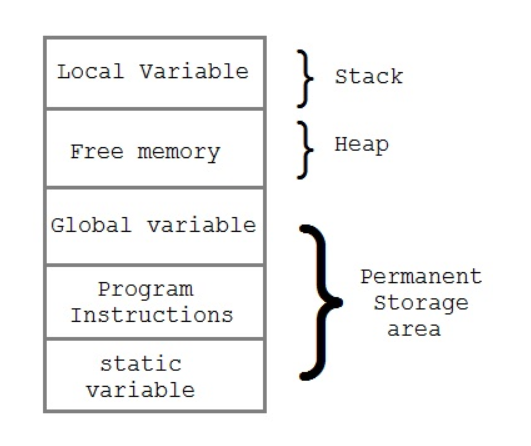 Local Variable
Stack
Free memory
Heap
Global variable
Program
Instructions
Permanent
Storage
area
static
variable